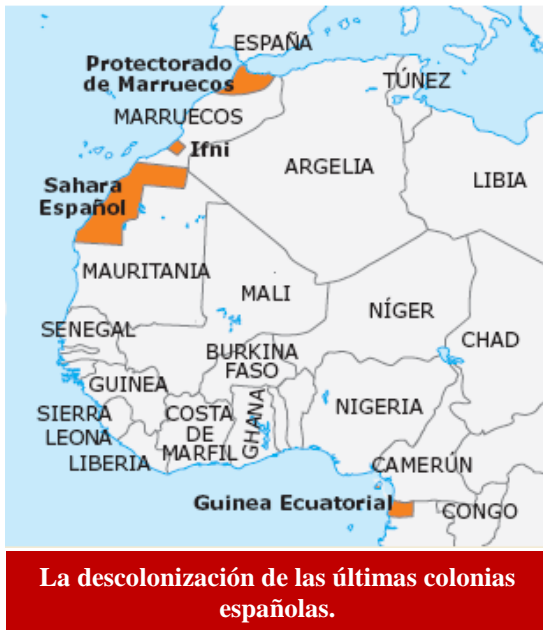 ESPAÑA
Protectorado
de Marruecos
TÚNEZ
MARRUECOS
Ifni
ARGELIA
LIBIA
Sahara
Español
MAURITANIA
MALI
NÍGER
CHAD
SENEGAL
BURKINA
FASO
GUINEA
NIGERIA
SIERRA
LEONA
COSTA
DE
MARFIL
GHANA
LIBERIA
CAMERÚN
Guinea Ecuatorial
CONGO
La descolonización de las últimas colonias
españolas.